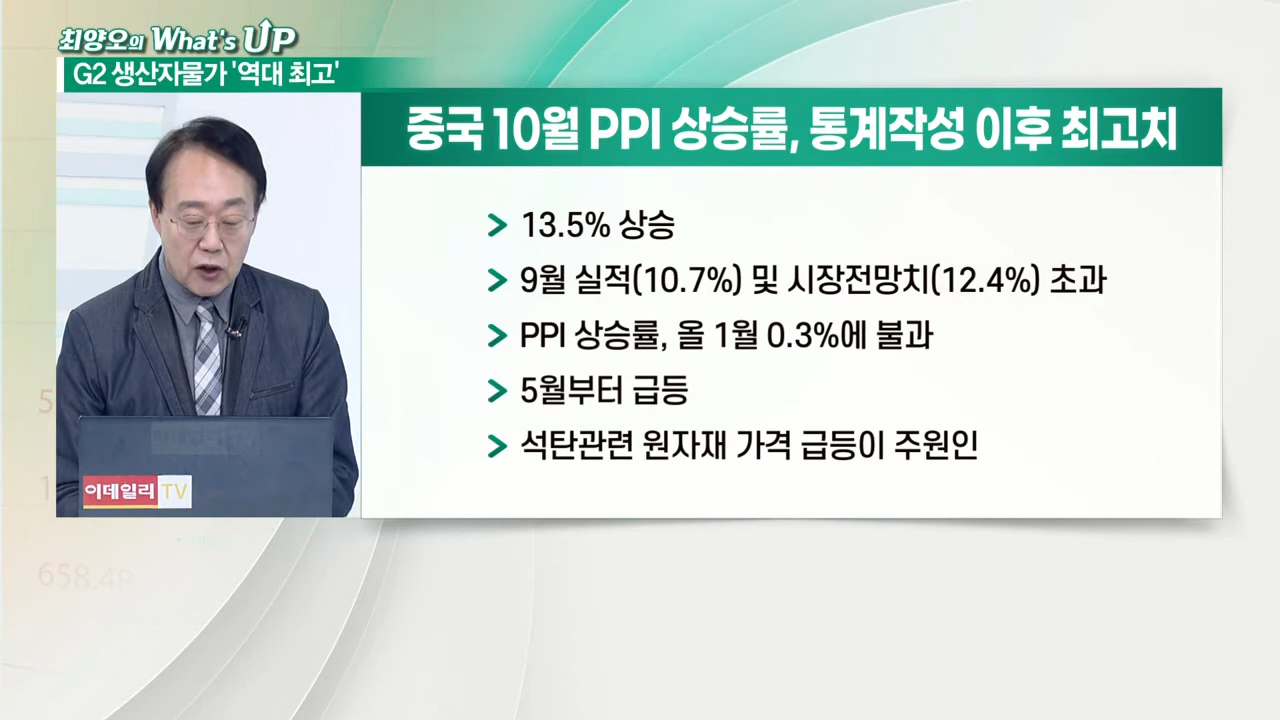 최양오의 What's UP
G2 생산자물가 '역대 최고'
중국 10월 PPI 상승률, 통계작성 이후 최고치
13.5% 상승
9월 실적(10.7%) 및 시장전망치(12.4%) 초과
PPI 상승률, 올 1월 0.3%에 불과
5월부터 급등
석탄관련 원자재 가격 급등이 주원인
이데일리 TV
658.49